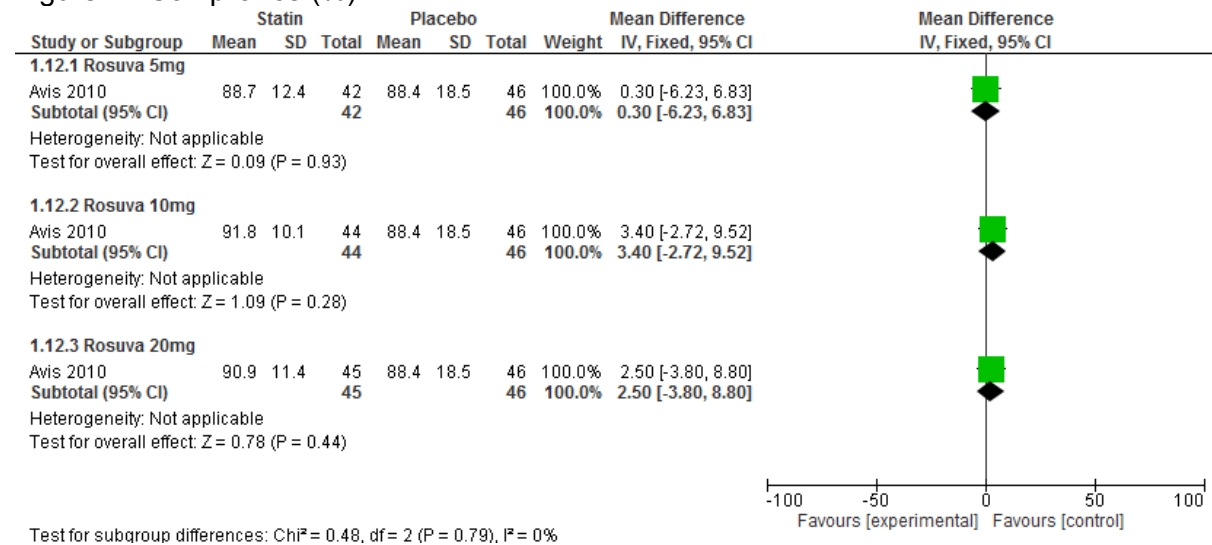 Statin Placebo Mean Difference Mean Difference
Study or Subgroup Mean SD Total Mean SD Total Weight IV, Fixed, 95% CI IV, Fixed, 95% CI
1.12.1 Rosuva 5mg
Avis 2010 88.7 12.4 42 88.4 18.5 46 100.0% 0.30 [-6.23, 6.83]
Subtotal (95% CI) 42 46 100.0% 0.30 [-6.23, 6.83]
Heterogeneity: Not applicable
Test for overall effect: Z = 0.09 (P = 0.93)
1.12.2 Rosuva 10mg
Avis 2010 91.8 10.1 44 88.4 18.5 46 100.0% 3.40 [-2.72, 9.52]
Subtotal (95% CI) 44 46 100.0% 3.40 [-2.72, 9.52]
Heterogeneity: Not applicable
Test for overall effect: Z = 1.09 (P = 0.28)
1.12.3 Rosuva 20mg
Avis 2010 90.9 11.4 45 88.4 18.5 46 100.0% 2.50 [-3.80, 8.80]
Subtotal (95% CI) 45 46 100.0% 2.50 [-3.80, 8.80]
Heterogeneity: Not applicable
Test for overall effect: Z = 0.78 (P = 0.44)
-100 -50 0 50 100
Favours [experimental] Favours [control]
Test for subgroup differences: Chi² = 0.48, df = 2 (P = 0.79), I² = 0%